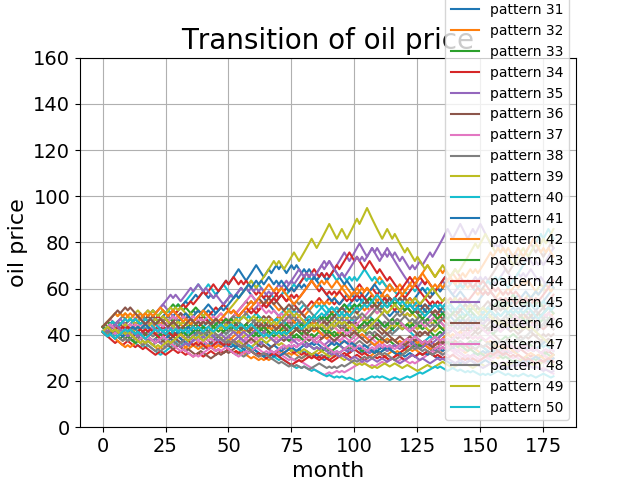 Transition of oil price
pattern 31
pattern 32
pattern 33
pattern 34
pattern 35
pattern 36
pattern 37
pattern 38
pattern 39
pattern 40
pattern 41
pattern 42
pattern 43
pattern 44
pattern 45
pattern 46
pattern 47
pattern 48
pattern 49
pattern 50
160
140
120
100
80
60
40
20
0
oil price
0 25 50 75 100 125 150 175
month